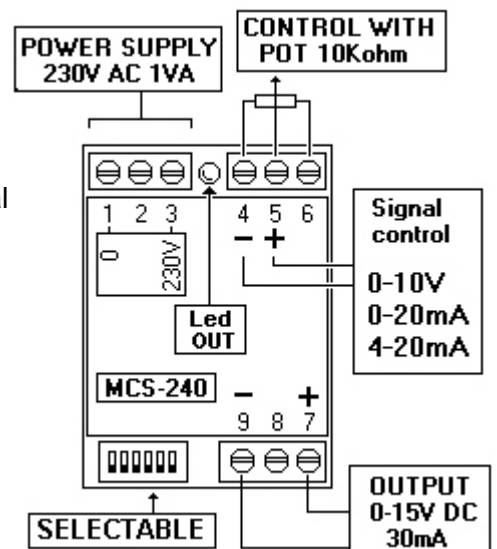 CONTROL WITH
POT 10Kohm
POWER SUPPLY
230V AC 1VA
al
1 2 3 4 5 6
- +
0
230V
Signal
control
0-10V
0-20mA
4-20mA
Led
OUT
MCS-240
- +
9 8 7
SELECTABLE
OUTPUT
0-15V DC
30mA